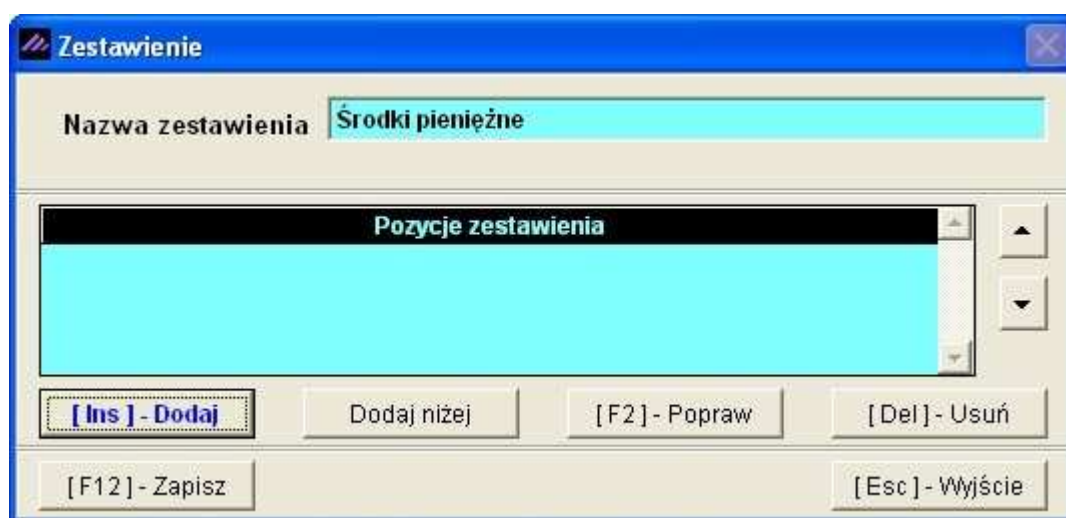 Zestawienie
Nazwa zestawienia Środki pieniężne
Pozycje zestawienia
[ Ins ] - Dodaj Dodaj niżej [ F2 ] - Popraw [ Del ] - Usuń
[ F12 ] - Zapisz [ Esc ] - Wyjście